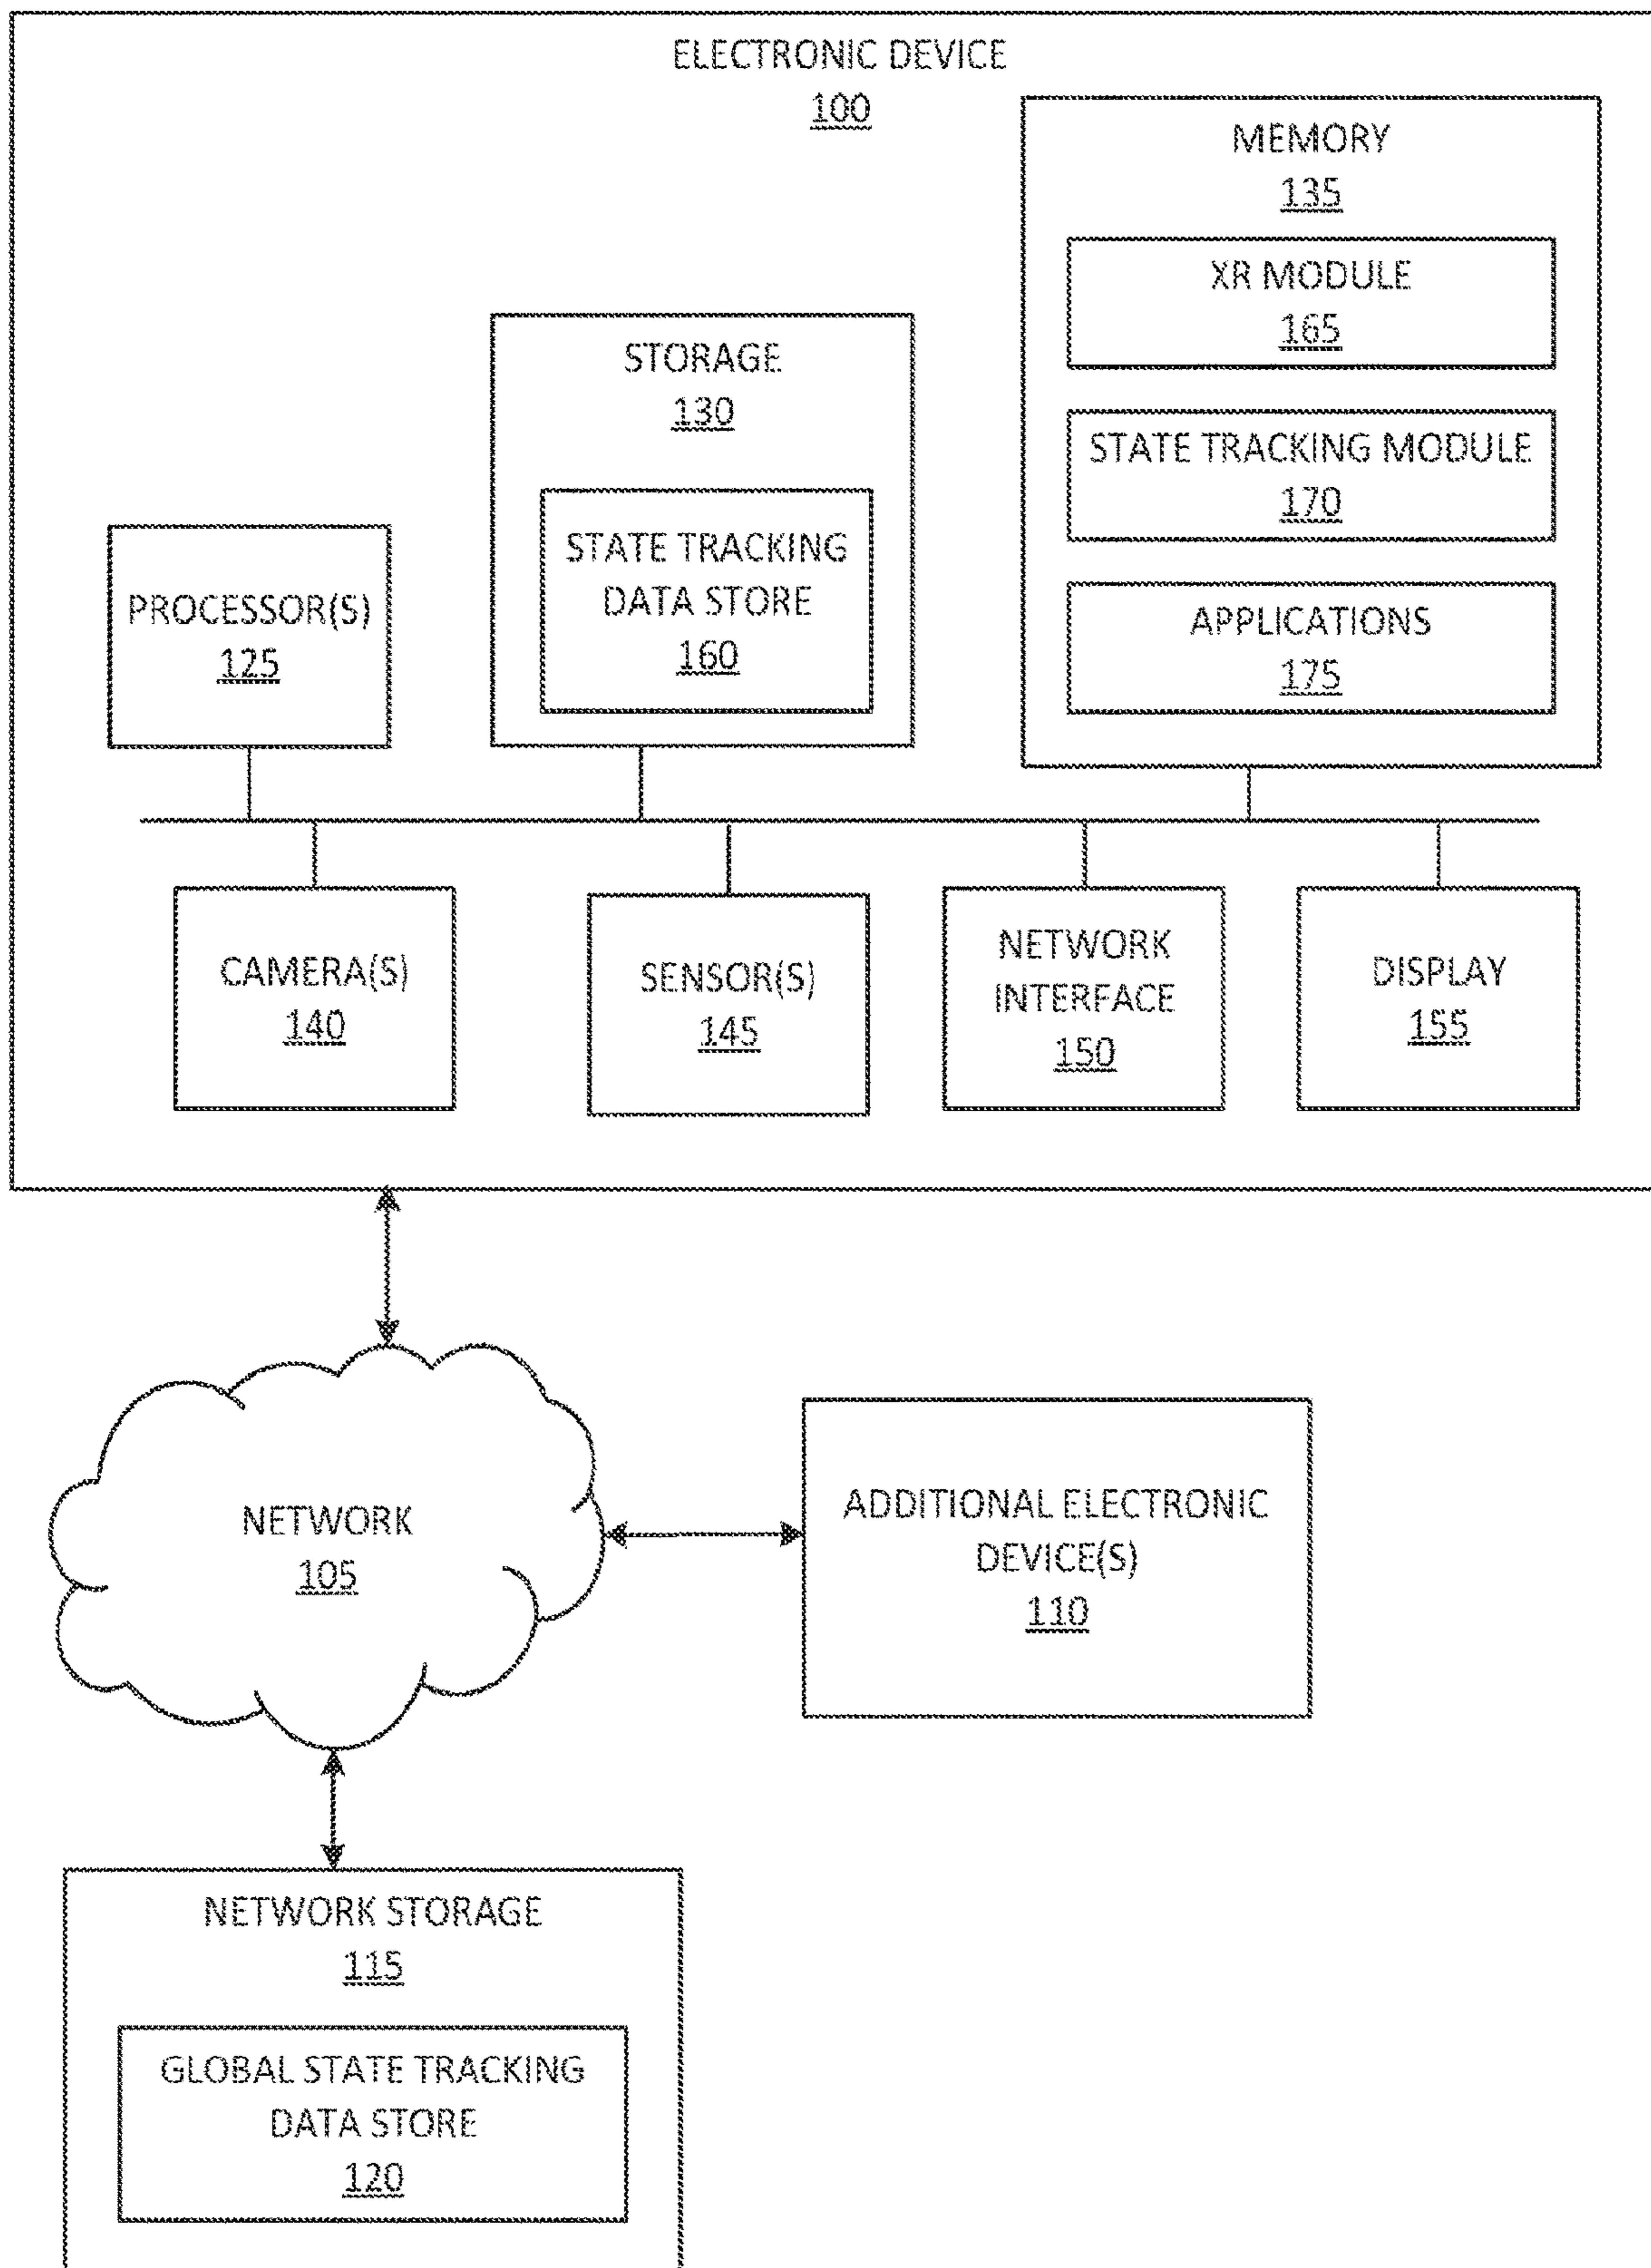 ELECTRONIC DEVICE
100
MEMORY
135
XR MODULE
165
STATE TRACKING MODULE
170
APPLICATIONS
175
STORAGE
130
STATE TRACKING
DATA STORE
160
PROCESSOR(S)
125
CAMERA(S)
140
SENSOR(S)
145
NETWORK
INTERFACE
150
DISPLAY
155
NETWORK
105
ADDITIONAL ELECTRONIC
DEVICE(S)
110
NETWORK STORAGE
115
GLOBAL STATE TRACKING
DATA STORE
120